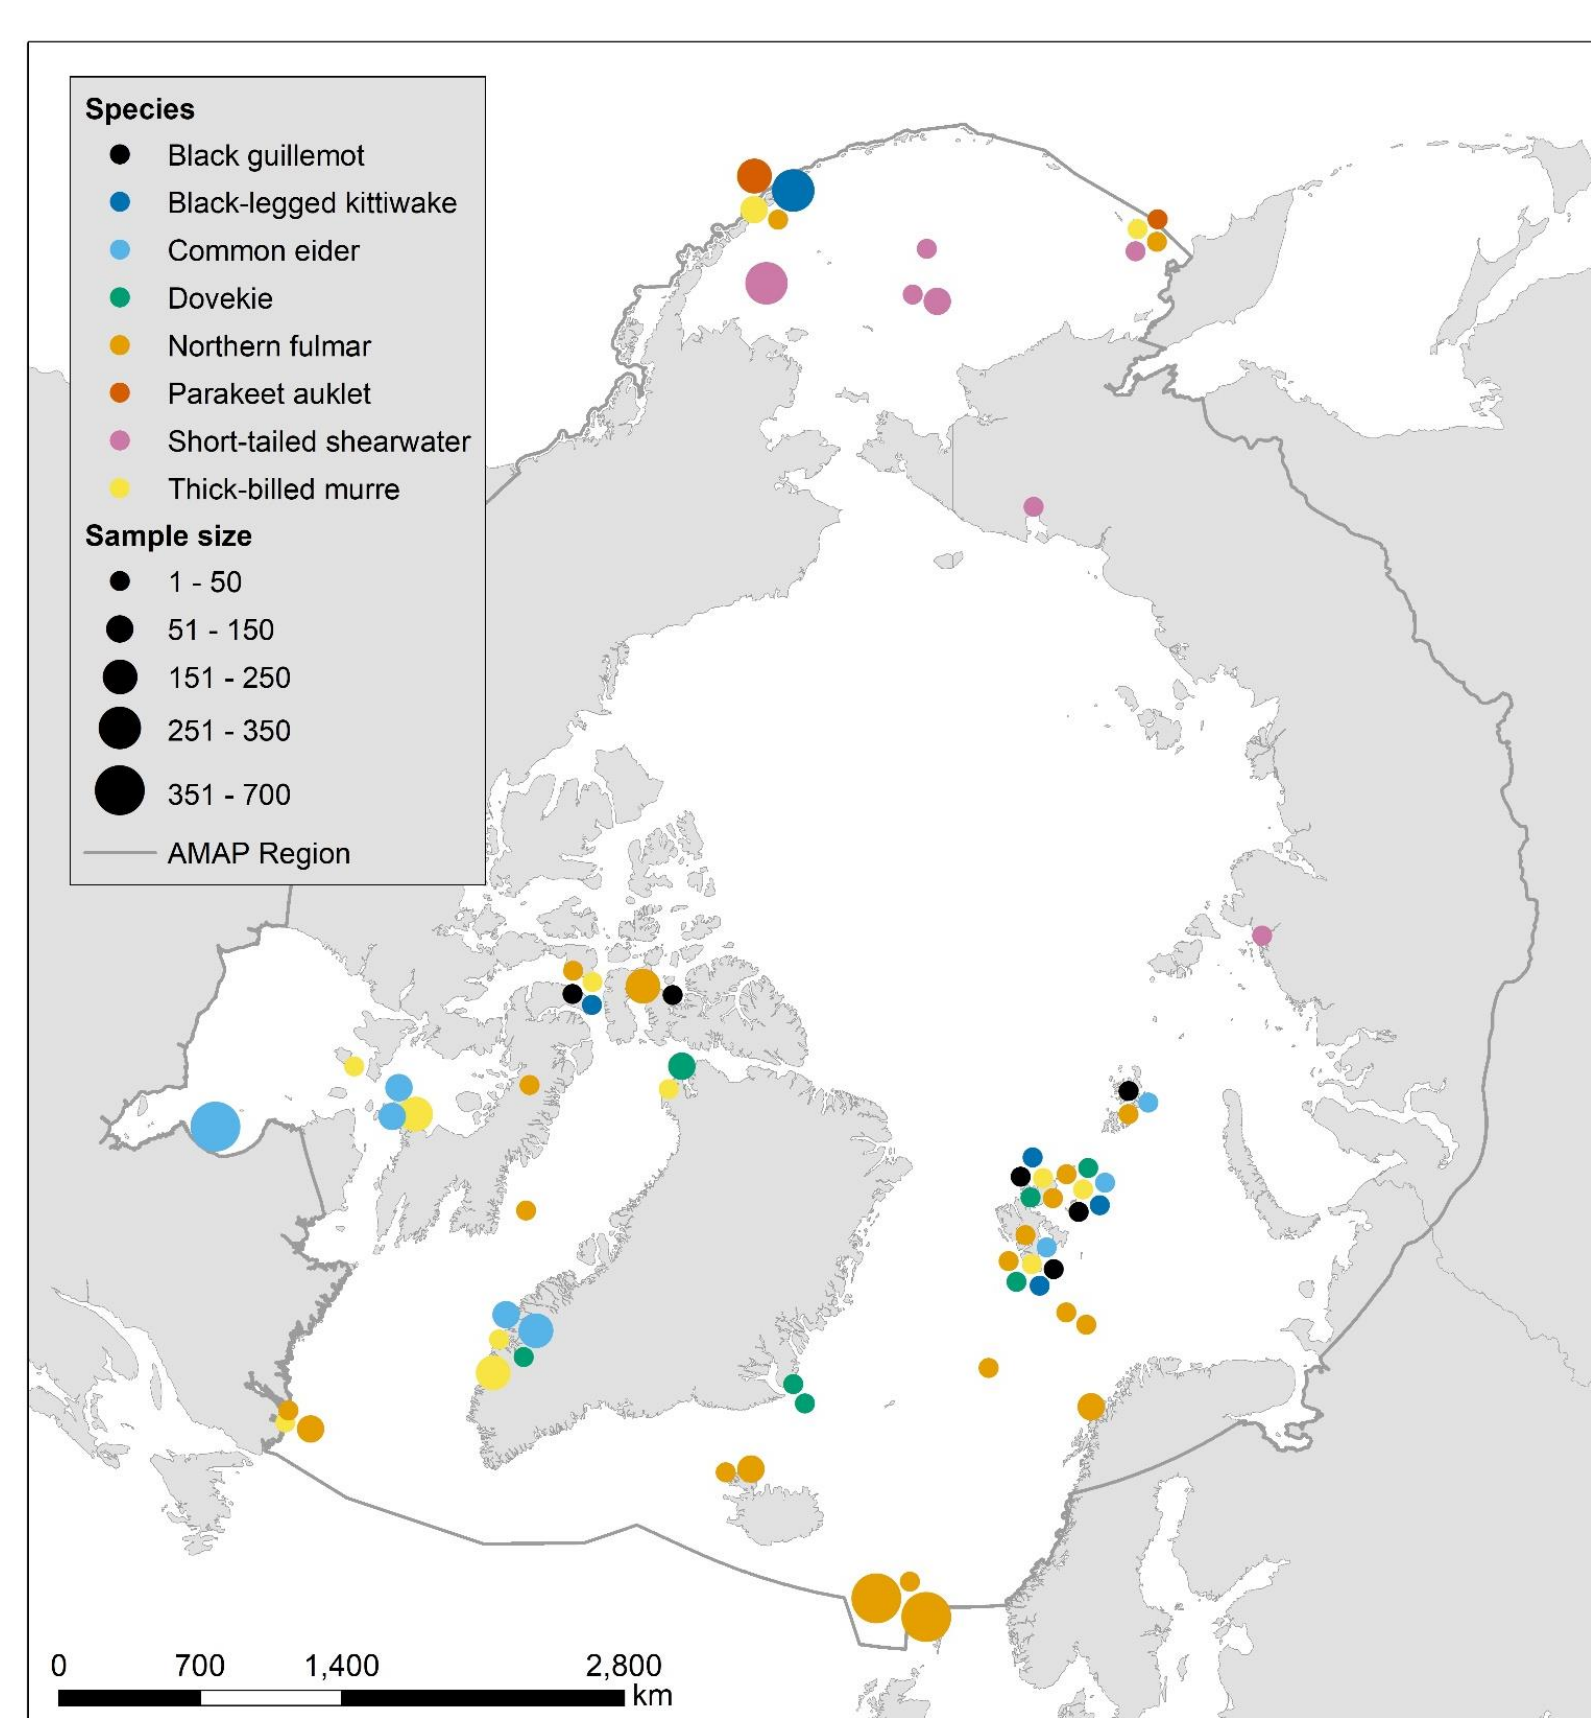 Species
Black guillemot
Black-legged kittiwake
Common eider
Dovekie
Northern fulmar
Parakeet auklet
Short-tailed shearwater
Thick-billed murre
Sample size
1 - 50
51 - 150
151 - 250
251 - 350
351 - 700
AMAP Region
0 700 1,400 2,800
km